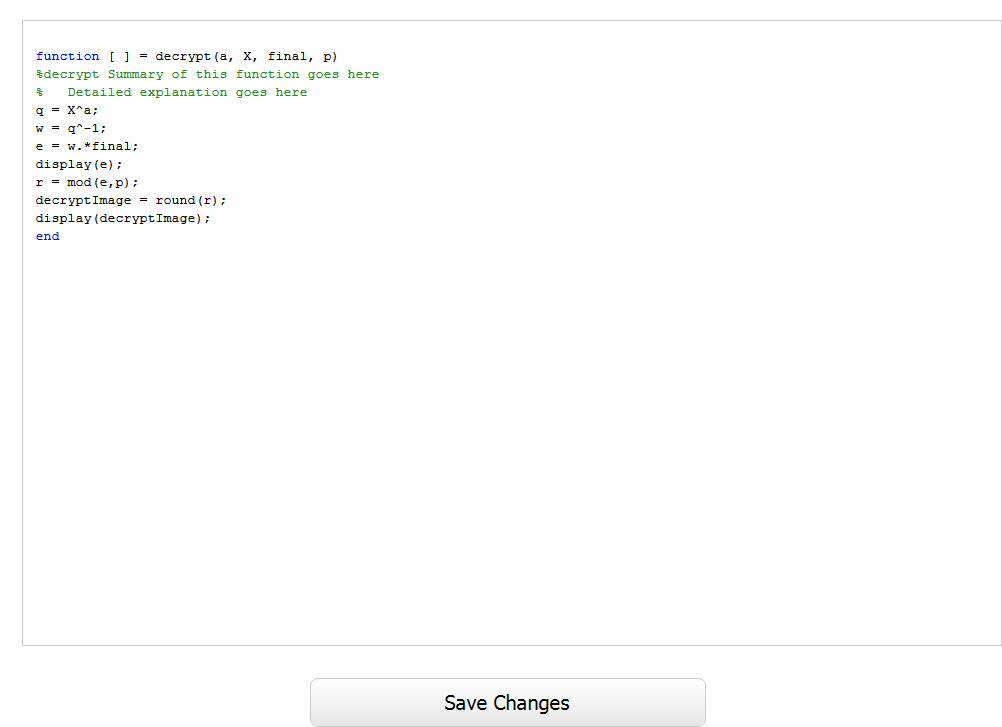 function [ ] = decrypt(a, X, final, p)
%decrypt Summary of this function goes here
%   Detailed explanation goes here
q = X^a;
w = q^-1;
e = w.*final;
display(e);
r = mod(e,p);
decryptImage = round(r);
display(decryptImage);
end
Save Changes